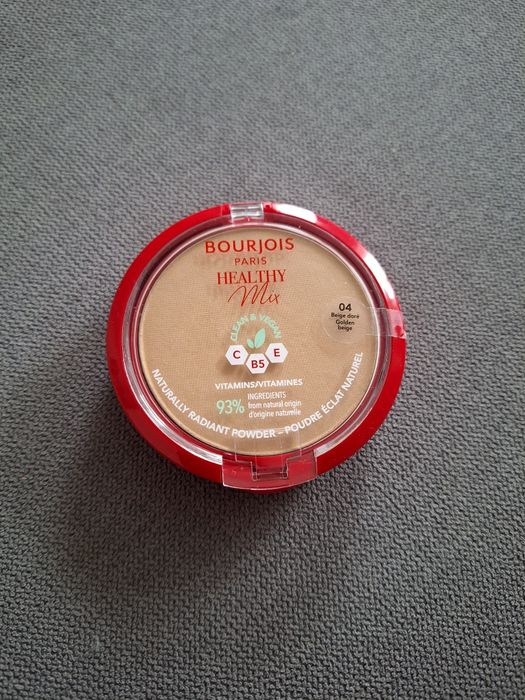 BOURJOIS
PARIS
HEALTHY
Mix
04
Beige doré
Golden
beige
CLEAN & VEGAN
C B5 E
VITAMINS/VITAMINES
93% INGREDIENTS
from natural origin
d'origine naturelle
NATURALLY RADIANT POWDER – POUDRE ÉCLAT NATUREL